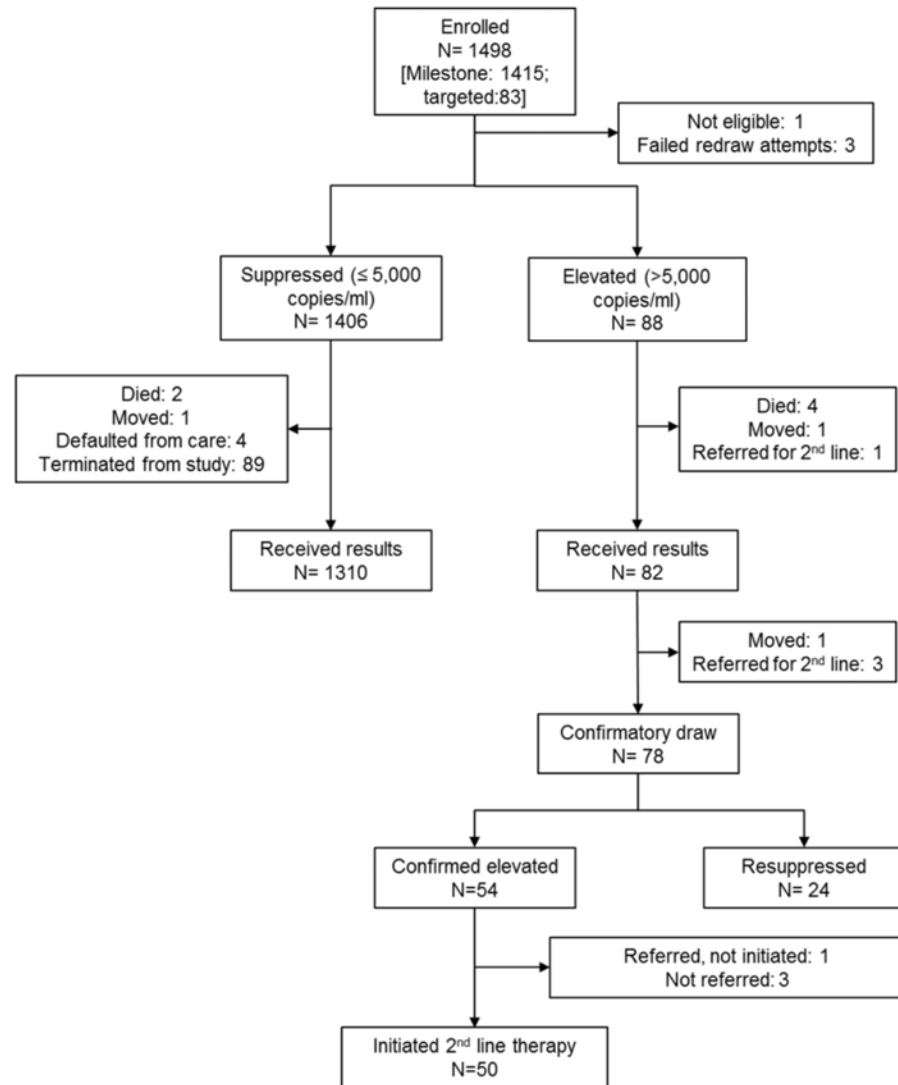 Enrolled
N= 1498
[Milestone: 1415;
targeted:83]
Not eligible: 1
Failed redraw attempts: 3
Suppressed (≤ 5,000
copies/ml)
N= 1406
Elevated (>5,000
copies/ml)
N= 88
Died: 2
Moved: 1
Defaulted from care: 4
Terminated from study: 89
Died: 4
Moved: 1
Referred for 2nd line: 1
Received results
N= 1310
Received results
N= 82
Moved: 1
Referred for 2nd line: 3
Confirmatory draw
N= 78
Confirmed elevated
N=54
Resuppressed
N= 24
Referred, not initiated: 1
Not referred: 3
Initiated 2nd line therapy
N=50